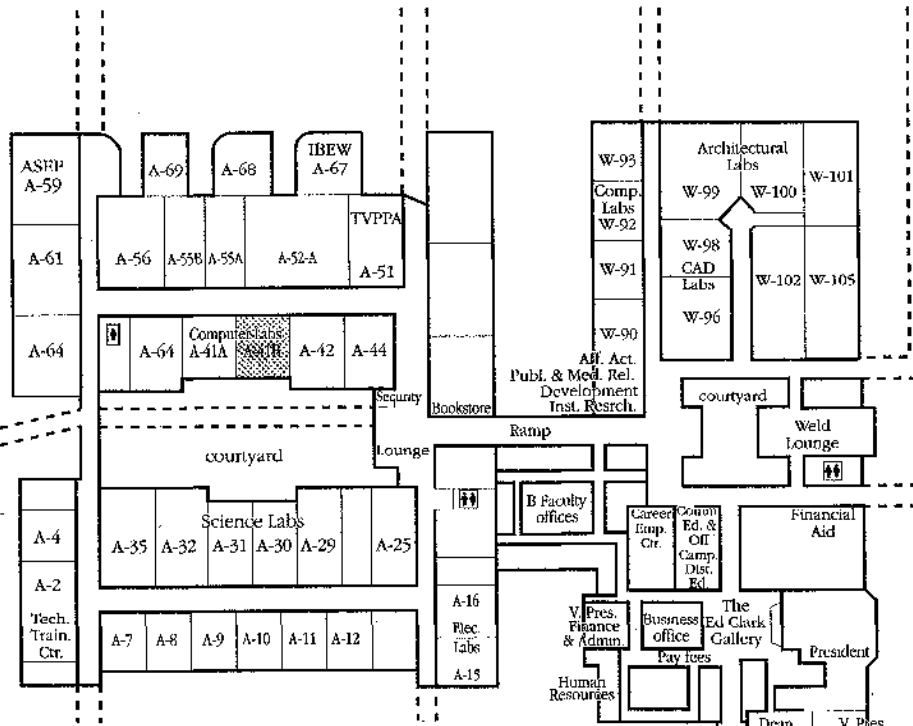 ASEP
A-59
A-69
A-68
IBEW
A-67
W-93
Comp.
Labs
W-92
Architectural
Labs
W-99
W-100
W-101
A-61
A-56
A-55B
A-55A
A-52-A
TVPPA
A-51
W-91
W-98
CAD
Labs
W-96
W-102
W-105
A-64
A-64
Computer Labs
A-41A
A-41B
A-42
A-44
W-90
Aff. Act.
Publ. & Med. Rel.
Development
Inst. Resrch.
Security
Bookstore
courtyard
Weld
Lounge
Ramp
courtyard
Lounge
B Faculty
offices
Science Labs
A-35
A-32
A-31
A-30
A-29
A-25
Career
Emp.
Ctr.
Comm
Ed. &
Off
Camp.
Dist.
Ed.
Financial
Aid
A-4
A-2
Tech.
Train.
Ctr.
A-7
A-8
A-9
A-10
A-11
A-12
A-16
Elec.
Labs
A-15
V. Pres.
Finance
& Admin.
Business
office
The
Ed Clark
Gallery
Pay fees
President
Human
Resources
Dean
V. Pres.